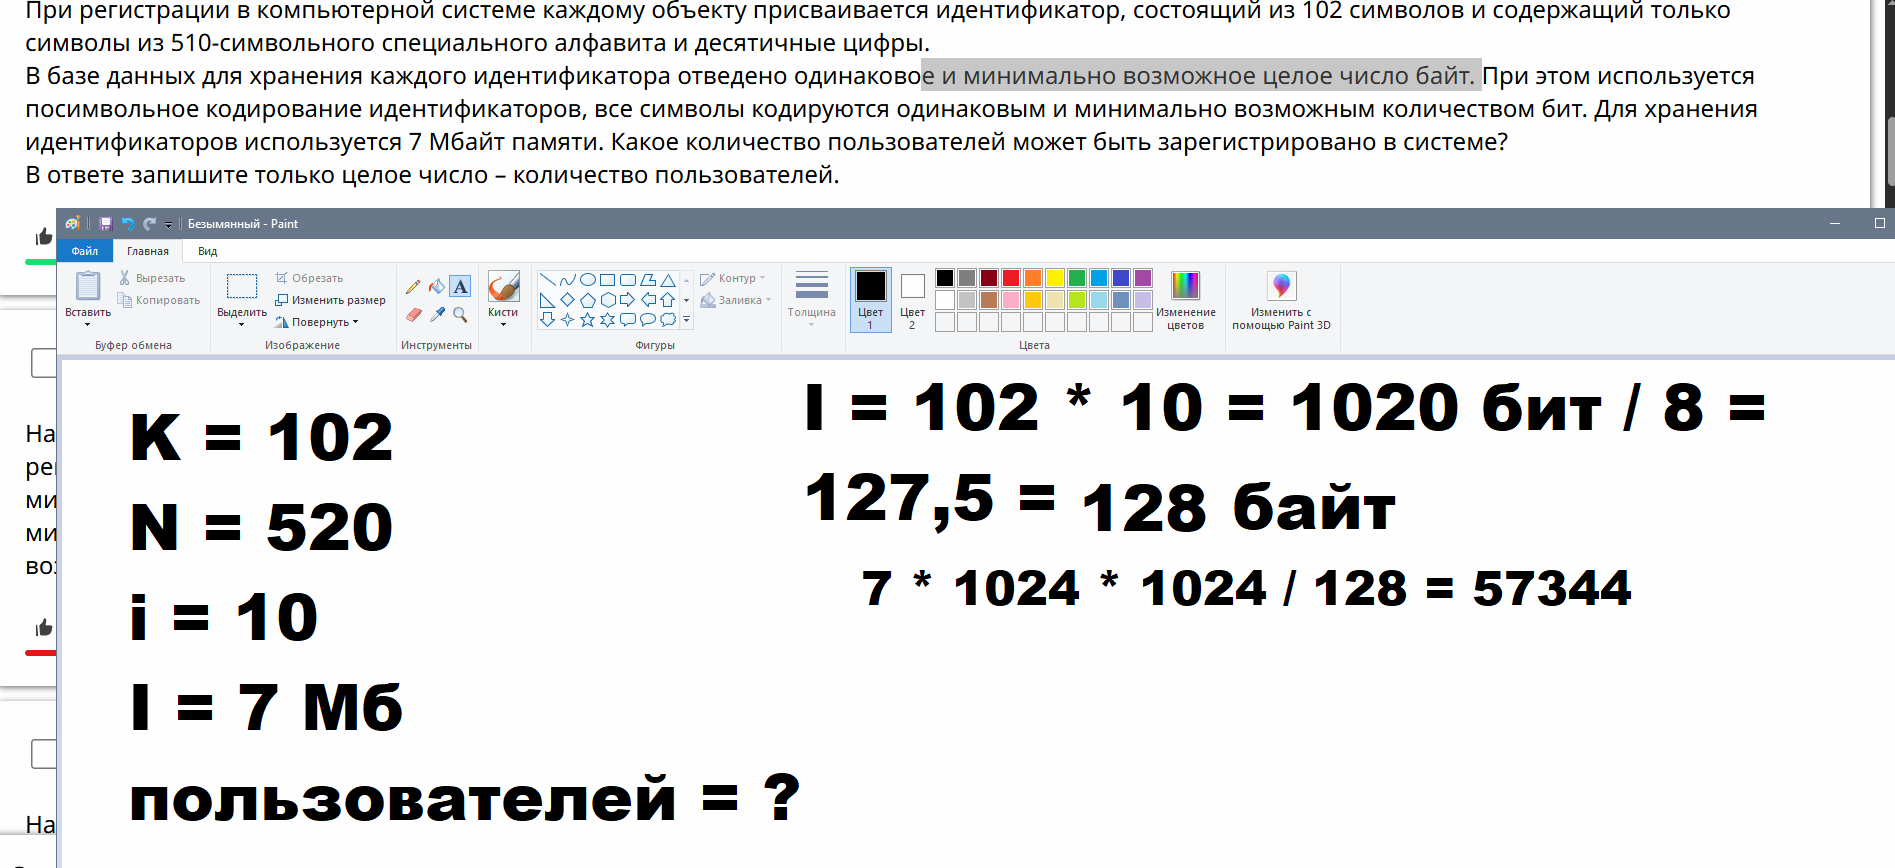 При регистрации в компьютерной системе каждому объекту присваивается идентификатор, состоящий из 102 символов и содержащий только
символы из 510-символьного специального алфавита и десятичные цифры.
В базе данных для хранения каждого идентификатора отведено одинаковое и минимально возможное целое число байт. При этом используется
посимвольное кодирование идентификаторов, все символы кодируются одинаковым и минимально возможным количеством бит. Для хранения
идентификаторов используется 7 Мбайт памяти. Какое количество пользователей может быть зарегистрировано в системе?
В ответе запишите только целое число – количество пользователей.
Безымянный - Paint
Файл Главная Вид
Вставить
Вырезать
Копировать
Буфер обмена
Выделить
Обрезать
Изменить размер
Повернуть
Изображение
A
Инструменты
Кисти
Контур
Заливка
Фигуры
Толщина
Цвет 1
Цвет 2
Изменение цветов
Цвета
Изменить с помощью Paint 3D
На
ре
ми
ми
воз
На
K = 102
N = 520
i = 10
I = 7 Мб
пользователей = ?
I = 102 * 10 = 1020 бит / 8 =
127,5 = 128 байт
7 * 1024 * 1024 / 128 = 57344